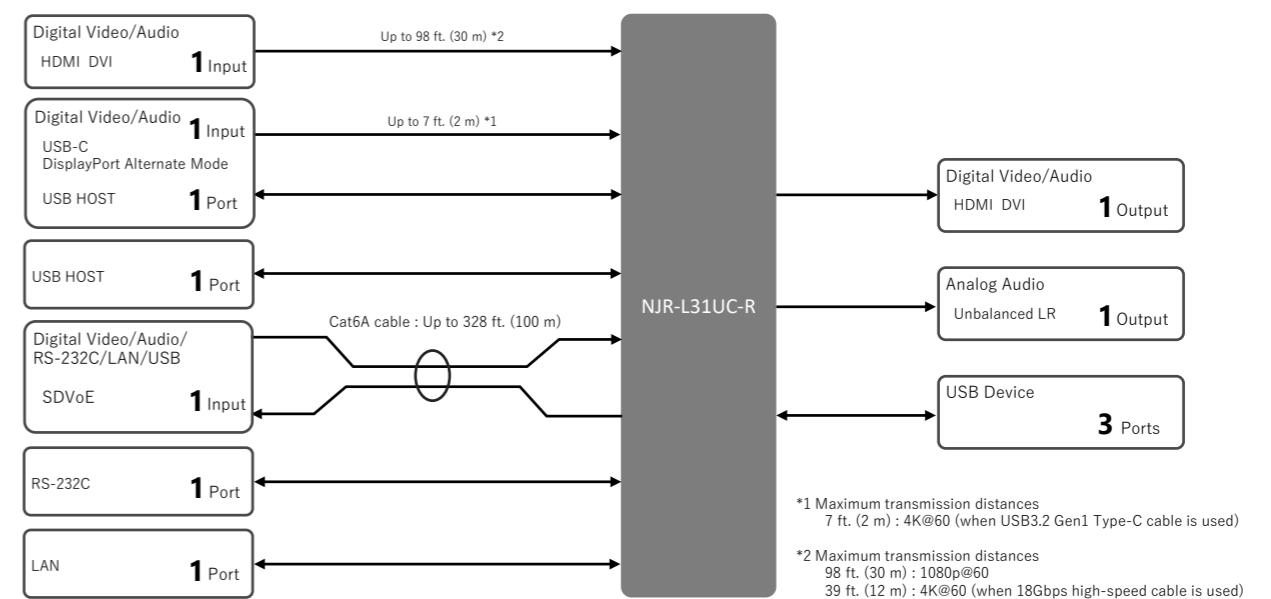 Digital Video/Audio
HDMI DVI 1 Input
Up to 98 ft. (30 m) *2
Digital Video/Audio 1 Input
USB-C
DisplayPort Alternate Mode
USB HOST 1 Port
Up to 7 ft. (2 m) *1
USB HOST 1 Port
Cat6A cable : Up to 328 ft. (100 m)
Digital Video/Audio/
RS-232C/LAN/USB
SDVoE 1 Input
RS-232C 1 Port
LAN 1 Port
NJR-L31UC-R
Digital Video/Audio
HDMI DVI 1 Output
Analog Audio
Unbalanced LR 1 Output
USB Device
3 Ports
*1 Maximum transmission distances
7 ft. (2 m) : 4K@60 (when USB3.2 Gen1 Type-C cable is used)
*2 Maximum transmission distances
98 ft. (30 m) : 1080p@60
39 ft. (12 m) : 4K@60 (when 18Gbps high-speed cable is used)